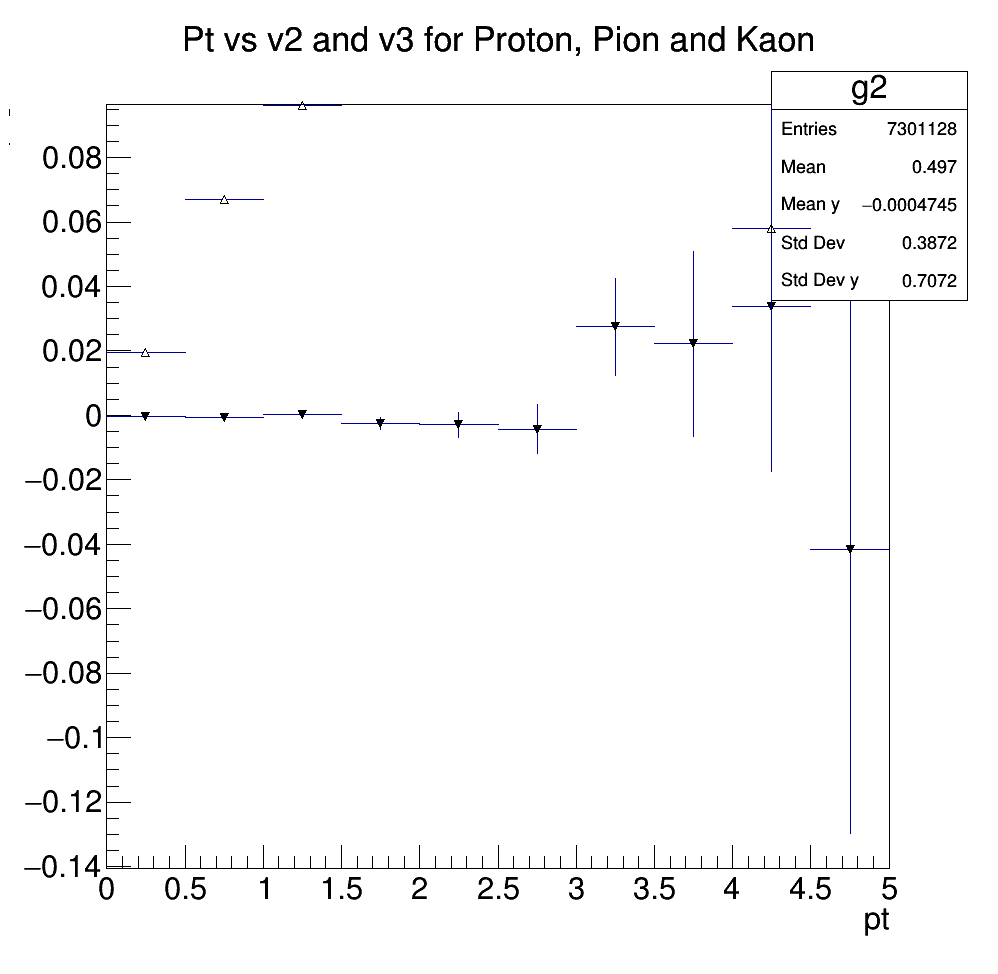 Pt vs v2 and v3 for Proton, Pion and Kaon
g2
Entries 7301128
Mean 0.497
Mean y −0.0004745
Std Dev 0.3872
Std Dev y 0.7072
0.08
0.06
0.04
0.02
0
−0.02
−0.04
−0.06
−0.08
−0.1
−0.12
−0.14
0 0.5 1 1.5 2 2.5 3 3.5 4 4.5 5
pt